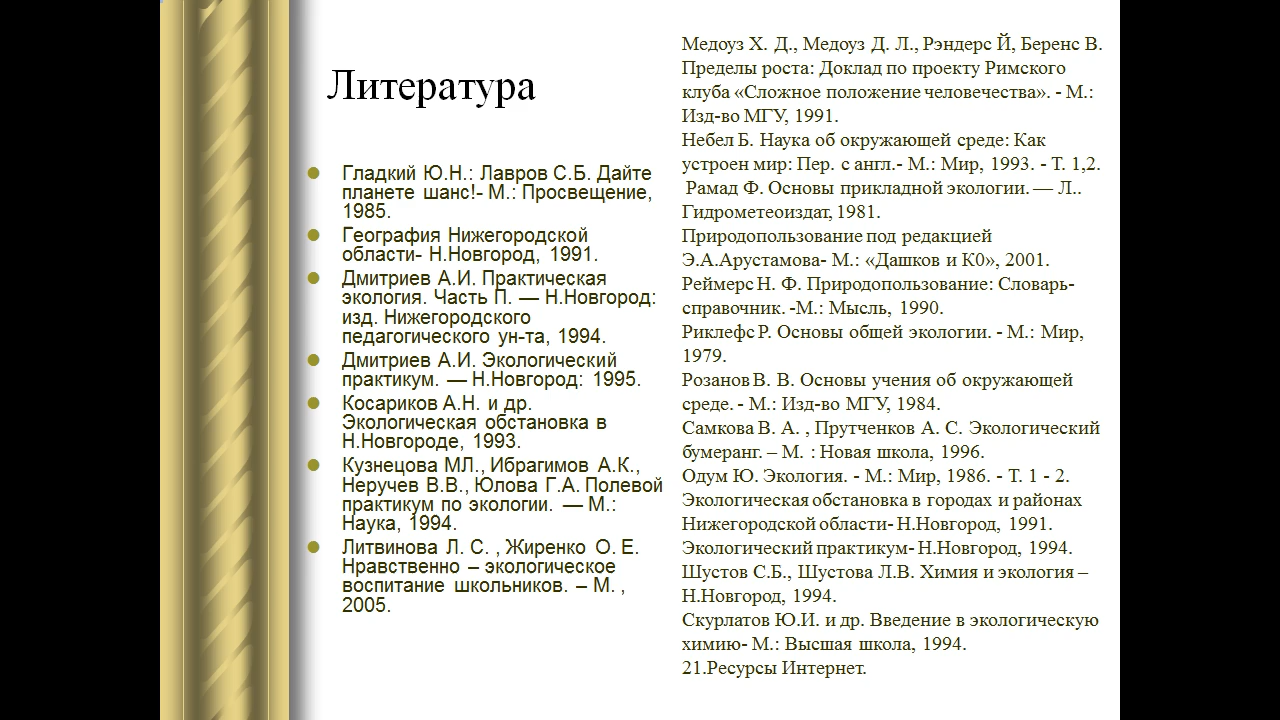 Литература
Гладкий Ю.Н.: Лавров С.Б. Дайте
планете шанс!- М.: Просвещение,
1985.
География Нижегородской
области- Н.Новгород, 1991.
Дмитриев А.И. Практическая
экология. Часть П. — Н.Новгород:
изд. Нижегородского
педагогического ун-та, 1994.
Дмитриев А.И. Экологический
практикум. — Н.Новгород: 1995.
Косариков А.Н. и др.
Экологическая обстановка в
Н.Новгороде, 1993.
Кузнецова МЛ., Ибрагимов А.К.,
Неручев В.В., Юлова Г.А. Полевой
практикум по экологии. — М.:
Наука, 1994.
Литвинова Л. С. , Жиренко О. Е.
Нравственно – экологическое
воспитание школьников. – М. ,
2005.
Медоуз Х. Д., Медоуз Д. Л., Рэндерс Й, Беренс В.
Пределы роста: Доклад по проекту Римского
клуба «Сложное положение человечества». - М.:
Изд-во МГУ, 1991.
Небел Б. Наука об окружающей среде: Как
устроен мир: Пер. с англ.- М.: Мир, 1993. - Т. 1,2.
Рамад Ф. Основы прикладной экологии. — Л..
Гидрометеоиздат, 1981.
Природопользование под редакцией
Э.А.Арустамова- М.: «Дашков и К0», 2001.
Реймерс Н. Ф. Природопользование: Словарь-
справочник. -М.: Мысль, 1990.
Риклефс Р. Основы общей экологии. - М.: Мир,
1979.
Розанов В. В. Основы учения об окружающей
среде. - М.: Изд-во МГУ, 1984.
Самкова В. А. , Прутченков А. С. Экологический
бумеранг. – М. : Новая школа, 1996.
Одум Ю. Экология. - М.: Мир, 1986. - Т. 1 - 2.
Экологическая обстановка в городах и районах
Нижегородской области- Н.Новгород, 1991.
Экологический практикум- Н.Новгород, 1994.
Шустов С.Б., Шустова Л.В. Химия и экология –
Н.Новгород, 1994.
Скурлатов Ю.И. и др. Введение в экологическую
химию- М.: Высшая школа, 1994.
21.Ресурсы Интернет.